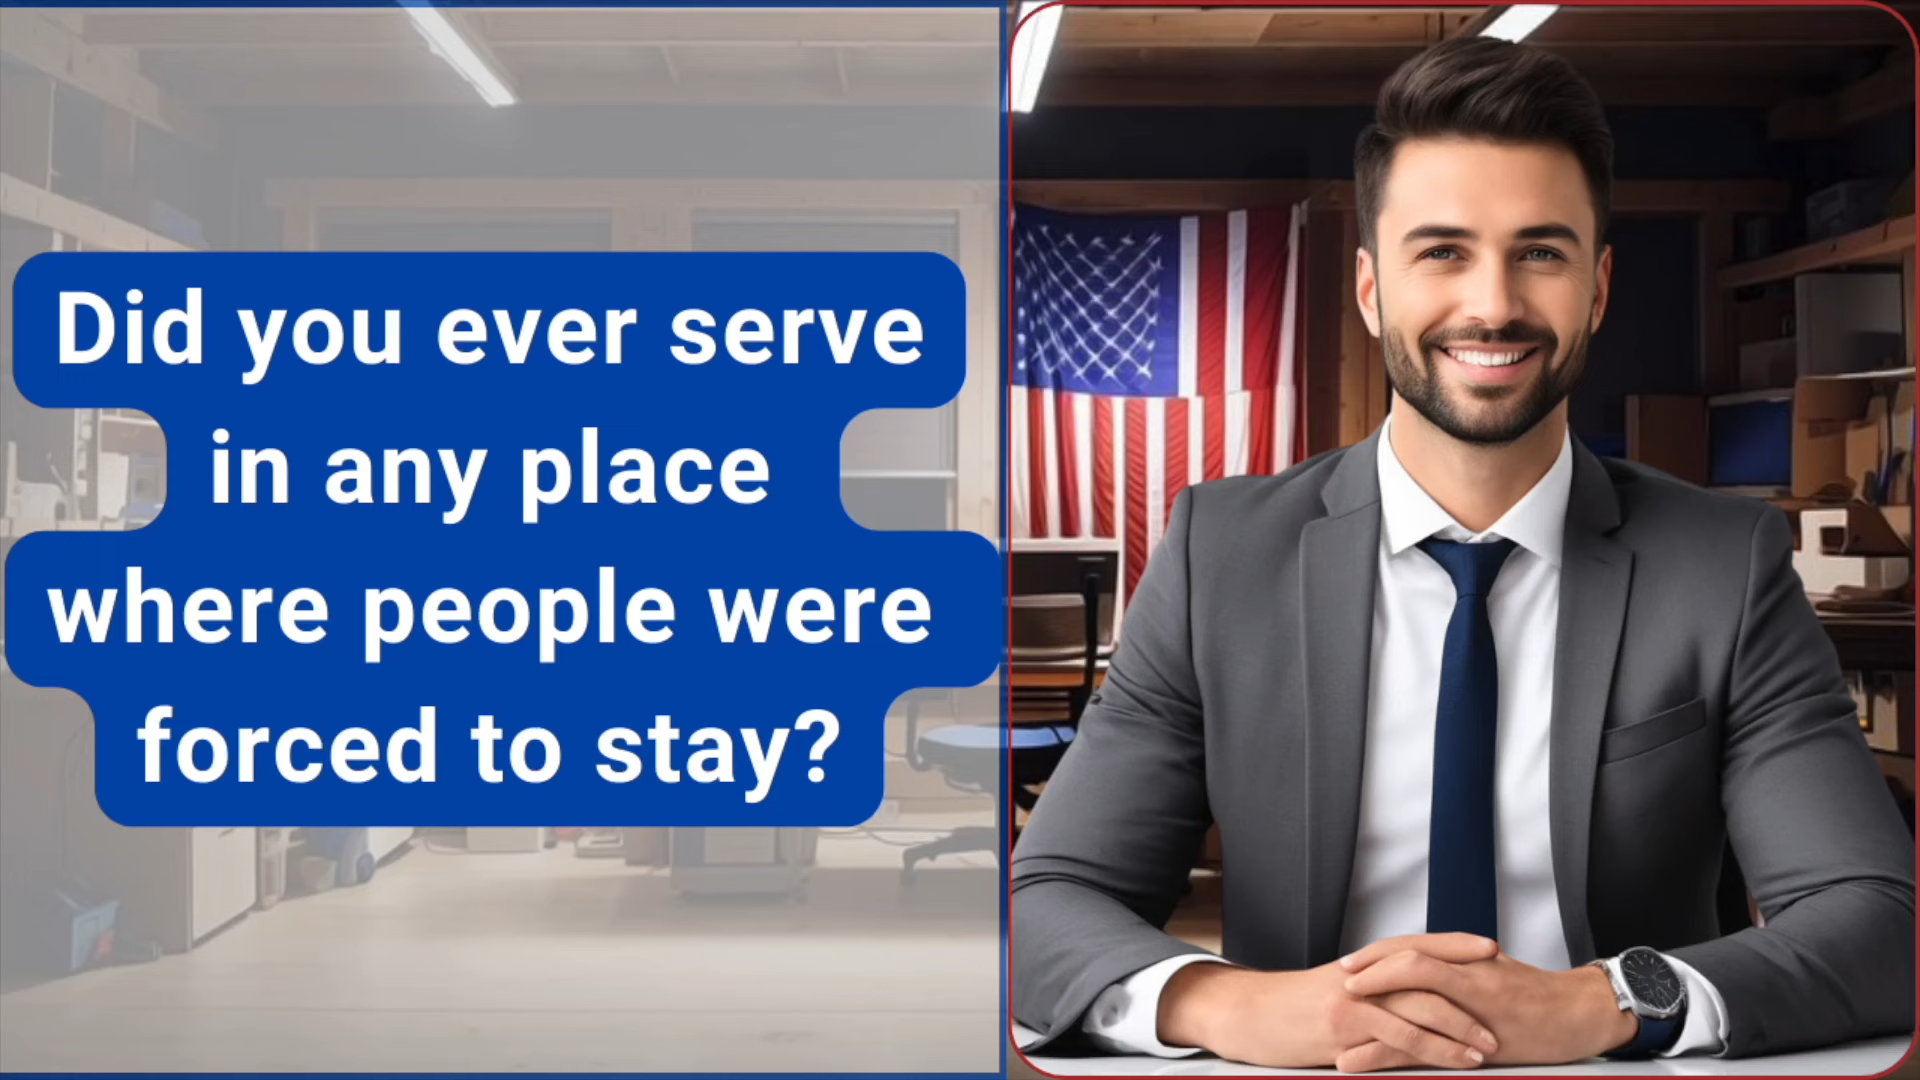 Did you ever serve
in any place
where people were
forced to stay?